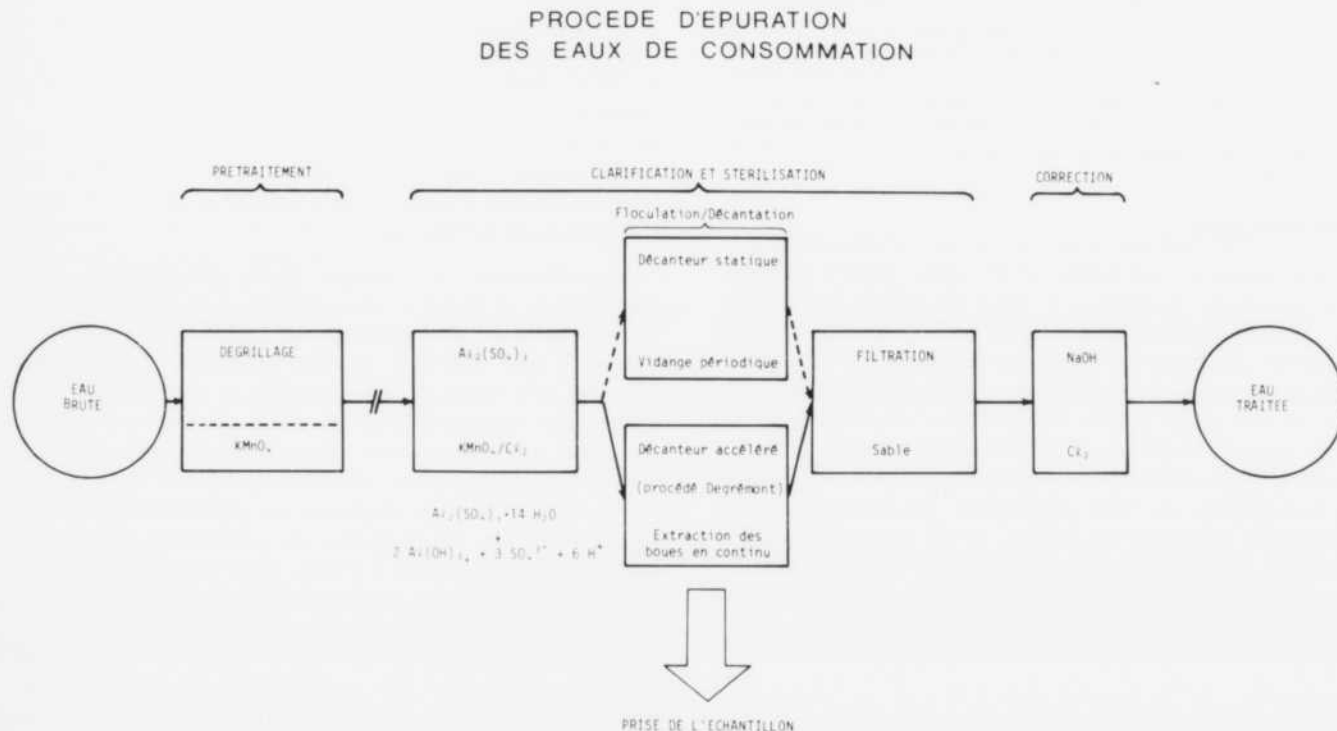 PROCEDE D'EPURATION
DES EAUX DE CONSOMMATION
PRETRAITEMENT
CLARIFICATION ET STERILISATION
CORRECTION
Floculation/Décantation
EAU
BRUTE
DEGRILLAGE
KMnO₄
Aℓ₂(SO₄)₃
KMnO₄/Cℓ₂
Aℓ₂(SO₄)₃·14 H₂O
↓
2 Aℓ(OH)₃↓ + 3 SO₄²⁻ + 6 H⁺
Décanteur statique
Vidange périodique
Décanteur accéléré
(procédé Degrémont)
Extraction des
boues en continu
FILTRATION
Sable
NaOH
Cℓ₂
EAU
TRAITEE
PRISE DE L'ECHANTILLON